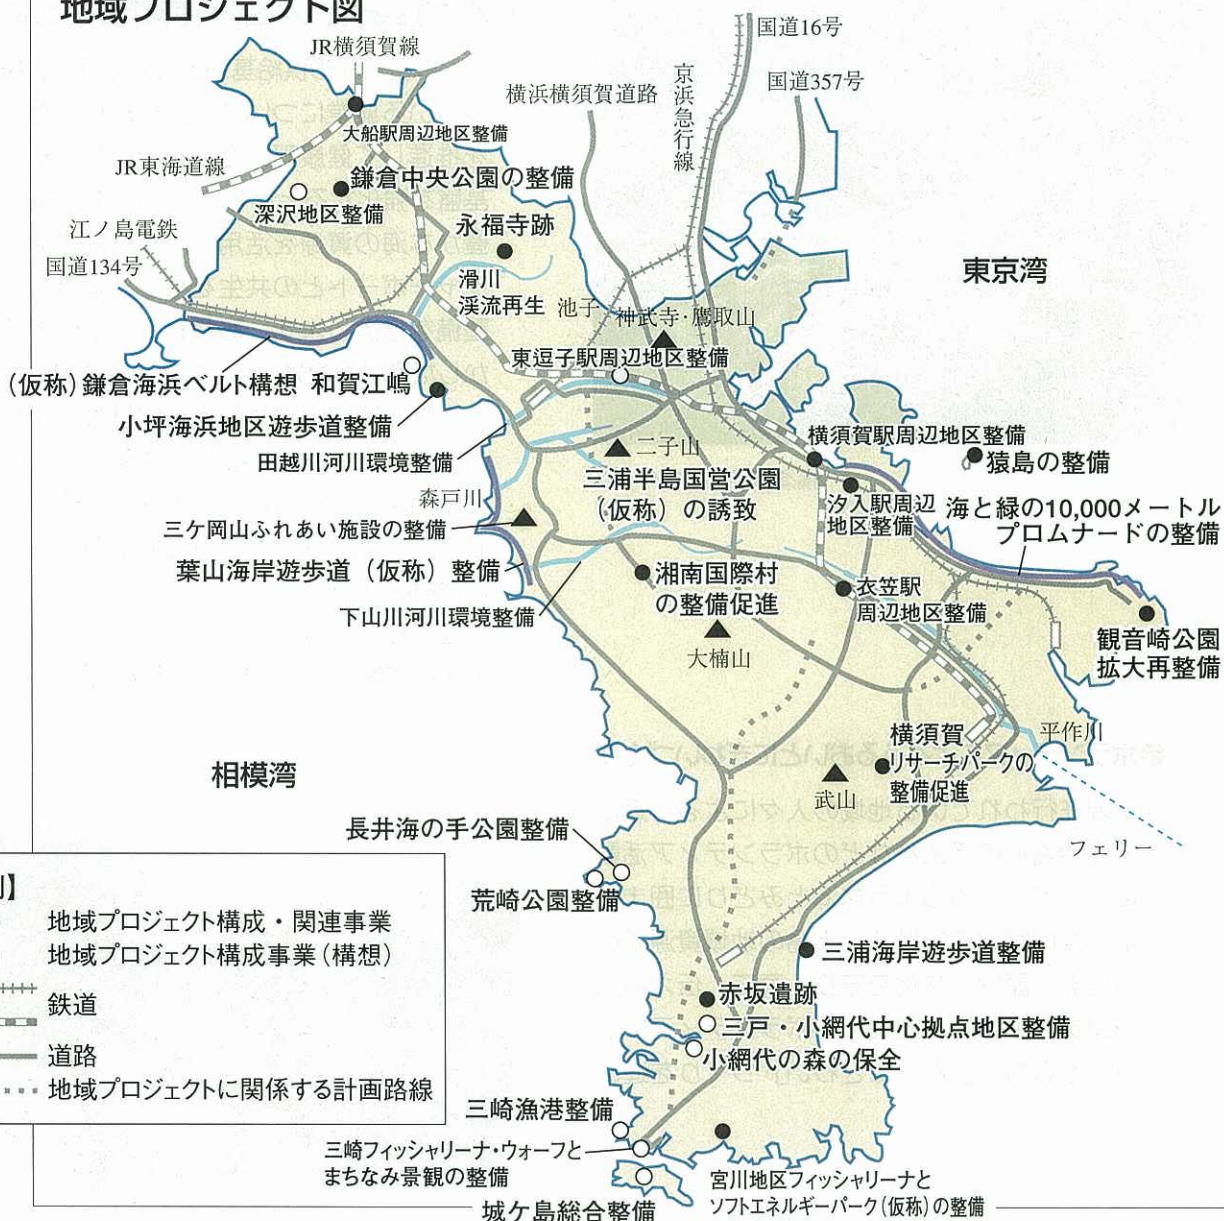 地域プロジェクト図
国道16号
JR横須賀線
京浜急行線
国道357号
横浜横須賀道路
大船駅周辺地区整備
JR東海道線
鎌倉中央公園の整備
深沢地区整備
永福寺跡
江ノ島電鉄
国道134号
東京湾
滑川
渓流再生
池子
神武寺・鷹取山
東逗子駅周辺地区整備
(仮称)鎌倉海浜ベルト構想
和賀江嶋
小坪海浜地区遊歩道整備
横須賀駅周辺地区整備
二子山
猿島の整備
田越川河川環境整備
三浦半島国営公園
(仮称)の誘致
森戸川
汐入駅周辺
地区整備
海と緑の10,000メートル
プロムナードの整備
三ケ岡山ふれあい施設の整備
葉山海岸遊歩道(仮称)整備
湘南国際村
の整備促進
衣笠駅
周辺地区整備
下山川河川環境整備
観音崎公園
拡大再整備
大楠山
平作川
横須賀
リサーチパークの
整備促進
相模湾
武山
長井海の手公園整備
フェリー
荒崎公園整備
】
地域プロジェクト構成・関連事業
地域プロジェクト構成事業(構想)
鉄道
道路
地域プロジェクトに関係する計画路線
三浦海岸遊歩道整備
赤坂遺跡
三戸・小網代中心拠点地区整備
小網代の森の保全
三崎漁港整備
三崎フィッシャリーナ・ウォーフと
まちなみ景観の整備
宮川地区フィッシャリーナと
ソフトエネルギーパーク(仮称)の整備
城ケ島総合整備